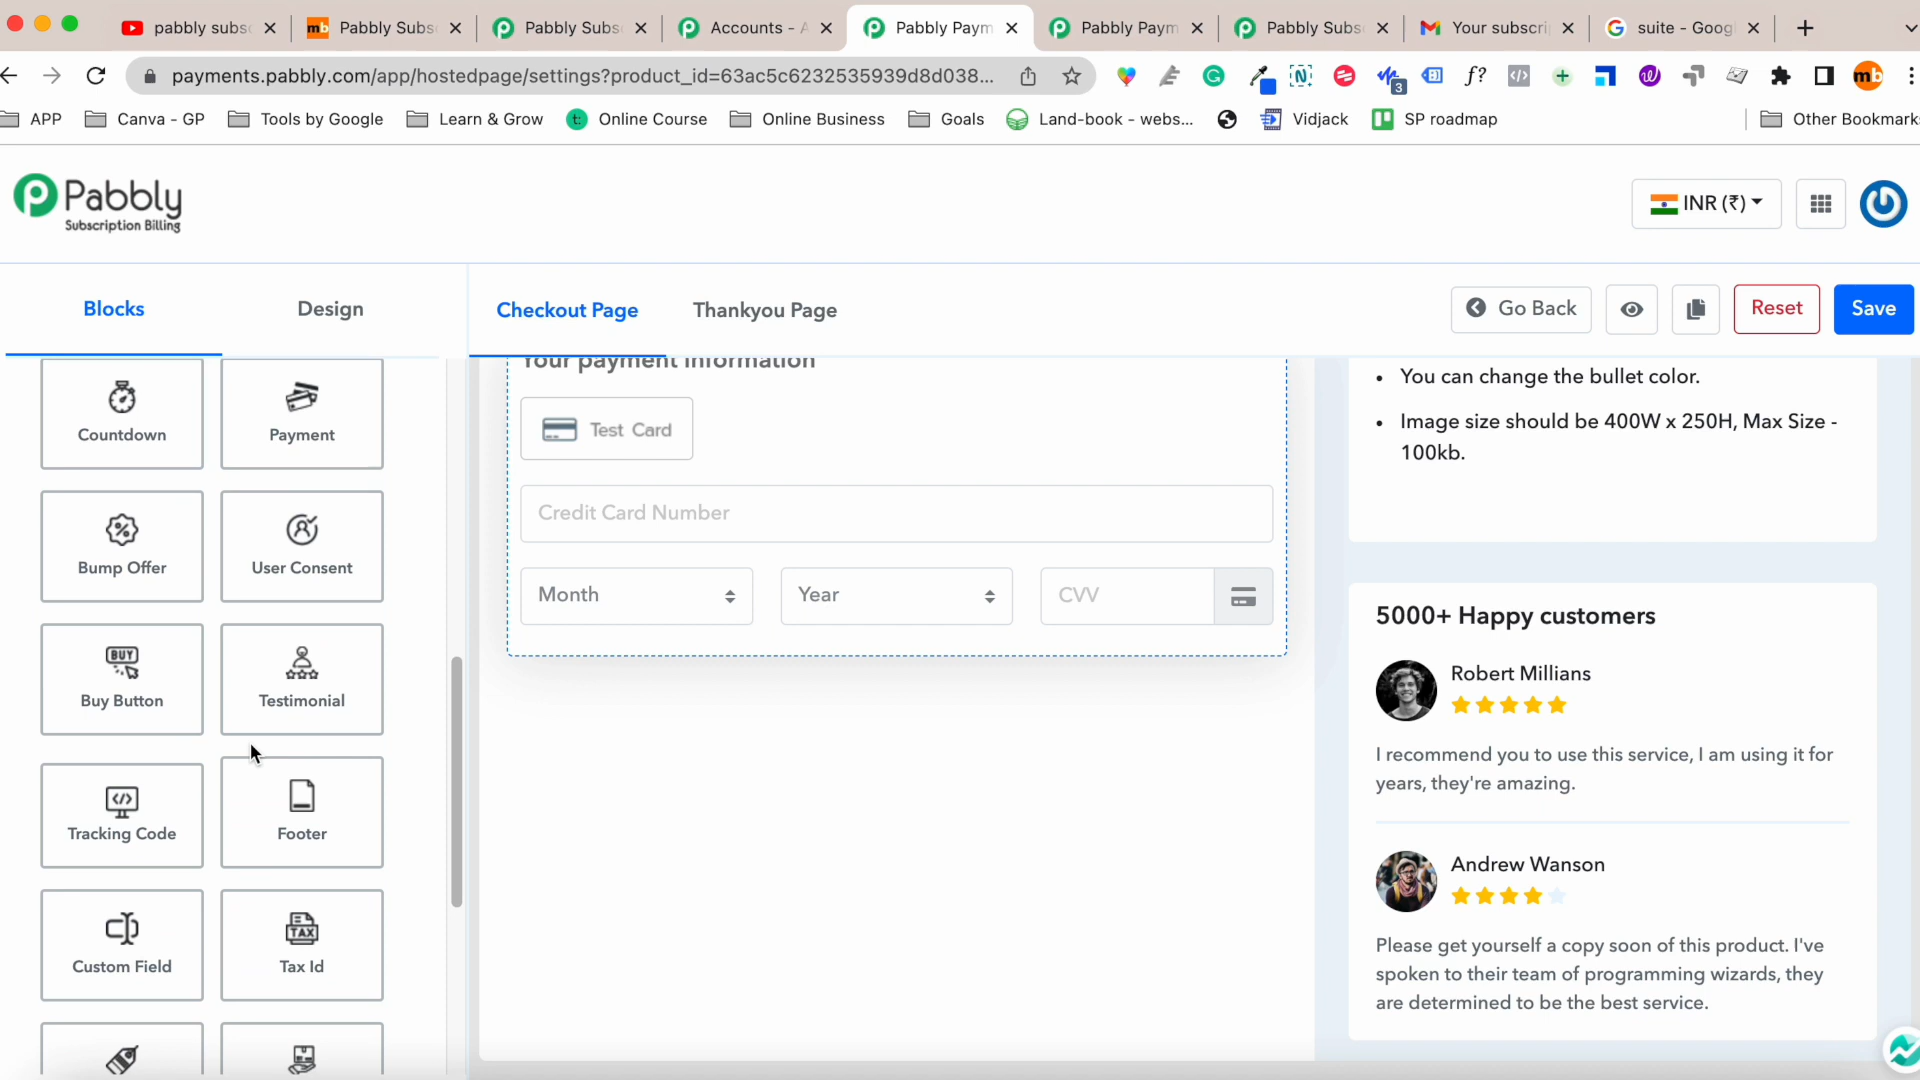 pabbly subs
Pabbly Subs
Pabbly Subs
Accounts - A
Pabbly Paym
Pabbly Paym
Pabbly Subs
Your subscri
suite - Goog
payments.pabbly.com/app/hostedpage/settings?product_id=63ac5c6232535939d8d038...
3
f?
mb
APP
Canva - GP
Tools by Google
Learn & Grow
Online Course
Online Business
Goals
Land-book - webs...
Vidjack
SP roadmap
Other Bookmark
Pabbly
Subscription Billing
INR (₹)
Blocks
Design
Checkout Page
Thankyou Page
Go Back
Reset
Save
Countdown
Payment
Bump Offer
User Consent
BUY
Buy Button
Testimonial
Tracking Code
Footer
Custom Field
TAX
Tax Id
Your payment information
Test Card
Credit Card Number
Month
Year
CVV
You can change the bullet color.
Image size should be 400W x 250H, Max Size -
100kb.
5000+ Happy customers
Robert Millians
I recommend you to use this service, I am using it for
years, they're amazing.
Andrew Wanson
Please get yourself a copy soon of this product. I've
spoken to their team of programming wizards, they
are determined to be the best service.